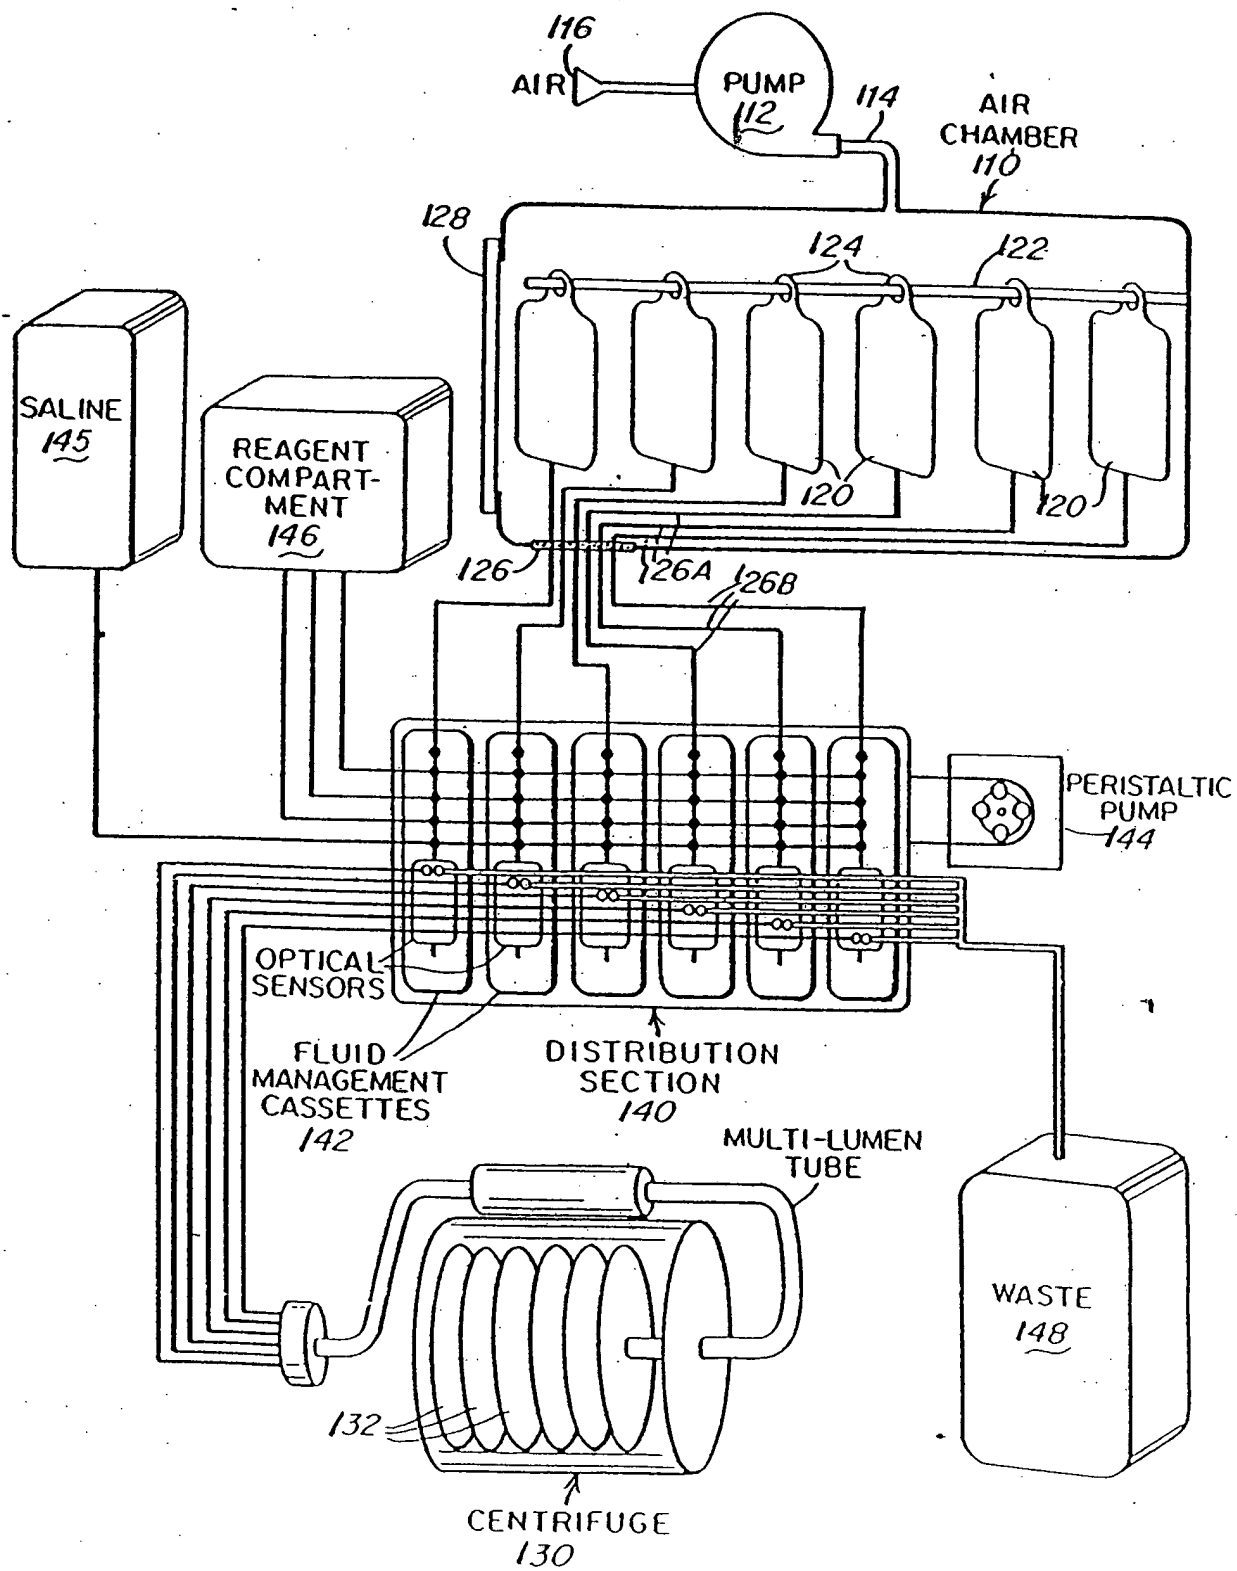 116
AIR
PUMP
112
114
AIR
CHAMBER
110
128
124
122
SALINE
145
REAGENT
COMPART-
MENT
146
120
120
126
126A
126B
PERISTALTIC
PUMP
144
OPTICAL
SENSORS
FLUID
MANAGEMENT
CASSETTES
142
DISTRIBUTION
SECTION
140
MULTI-LUMEN
TUBE
WASTE
148
132
CENTRIFUGE
130